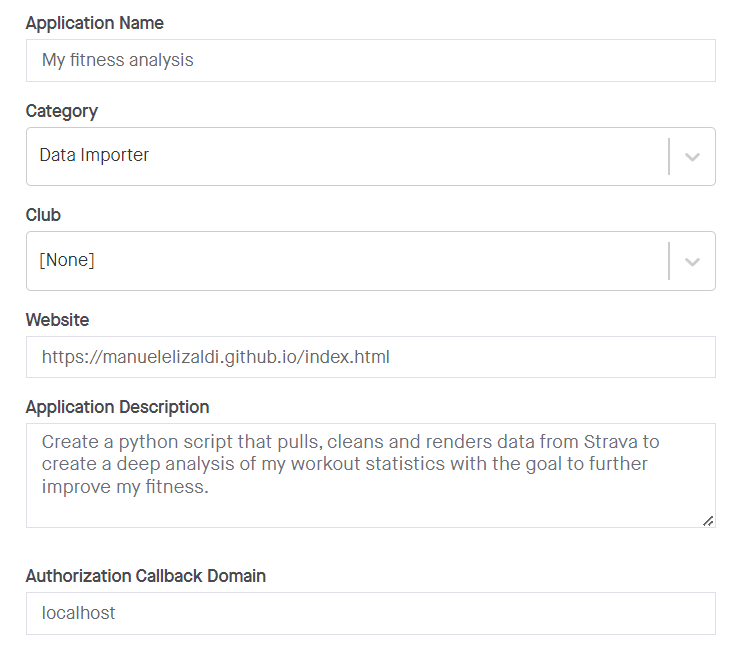 Application Name
My fitness analysis
Category
Data Importer
Club
[None]
Website
https://manuelelizaldi.github.io/index.html
Application Description
Create a python script that pulls, cleans and renders data from Strava to
create a deep analysis of my workout statistics with the goal to further
improve my fitness.
Authorization Callback Domain
localhost